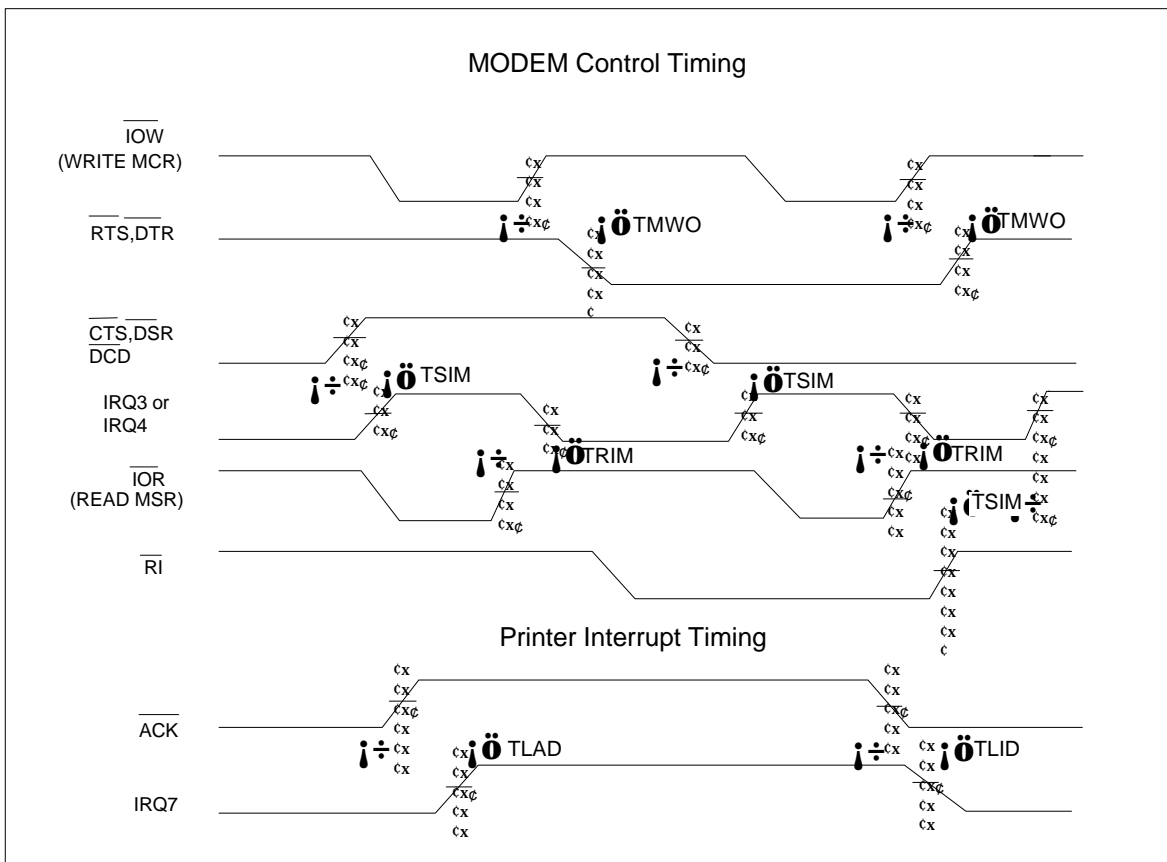 MODEM Control Timing
IOW
(WRITE MCR)
RTS,DTR
TMWO
TMWO
CTS,DSR
DCD
TSIM
TSIM
IRQ3 or
IRQ4
TRIM
TRIM
IOR
(READ MSR)
TSIM
RI
Printer Interrupt Timing
ACK
TLAD
TLID
IRQ7